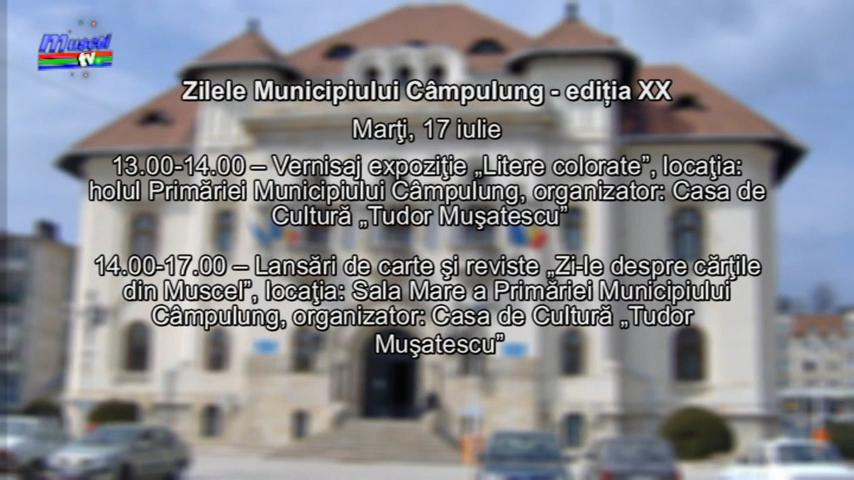 Muscel
tv
Zilele Municipiului Câmpulung - ediția XX
Marţi, 17 iulie
13.00-14.00 – Vernisaj expoziţie „Litere colorate”, locaţia:
holul Primăriei Municipiului Câmpulung, organizator: Casa de
Cultură „Tudor Muşatescu”
14.00-17.00 – Lansări de carte şi reviste „Zi-le despre cărţile
din Muscel”, locaţia: Sala Mare a Primăriei Municipiului
Câmpulung, organizator: Casa de Cultură „Tudor
Muşatescu”